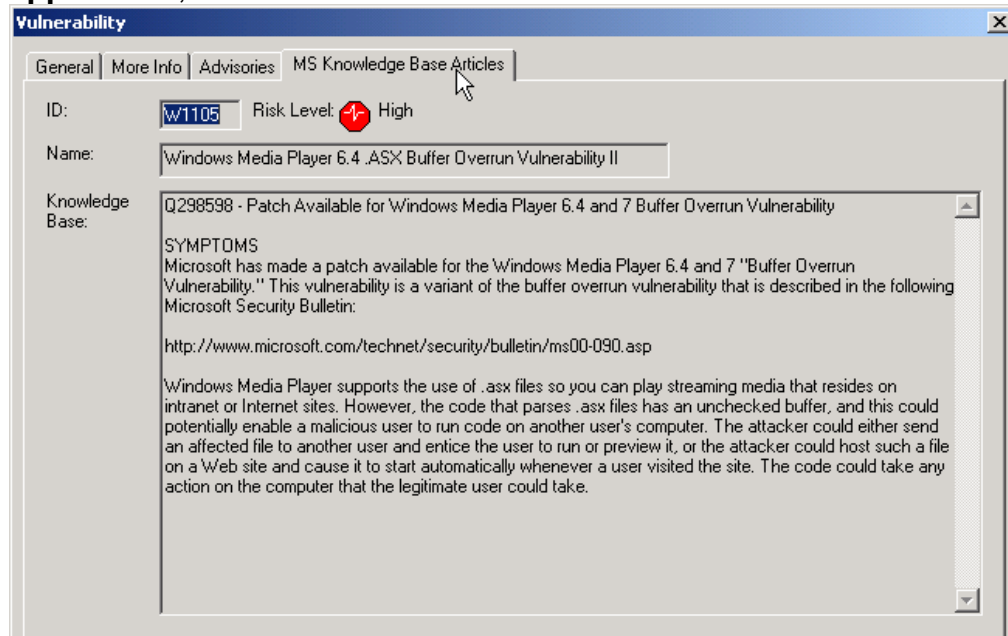 Vulnerability
General More Info Advisories MS Knowledge Base Articles
ID: W1105 Risk Level: High
Name: Windows Media Player 6.4 .ASX Buffer Overrun Vulnerability II
Knowledge Base:
Q298598 - Patch Available for Windows Media Player 6.4 and 7 Buffer Overrun Vulnerability
SYMPTOMS
Microsoft has made a patch available for the Windows Media Player 6.4 and 7 "Buffer Overrun
Vulnerability." This vulnerability is a variant of the buffer overrun vulnerability that is described in the following
Microsoft Security Bulletin:
http://www.microsoft.com/technet/security/bulletin/ms00-090.asp
Windows Media Player supports the use of .asx files so you can play streaming media that resides on
intranet or Internet sites. However, the code that parses .asx files has an unchecked buffer, and this could
potentially enable a malicious user to run code on another user's computer. The attacker could either send
an affected file to another user and entice the user to run or preview it, or the attacker could host such a file
on a Web site and cause it to start automatically whenever a user visited the site. The code could take any
action on the computer that the legitimate user could take.